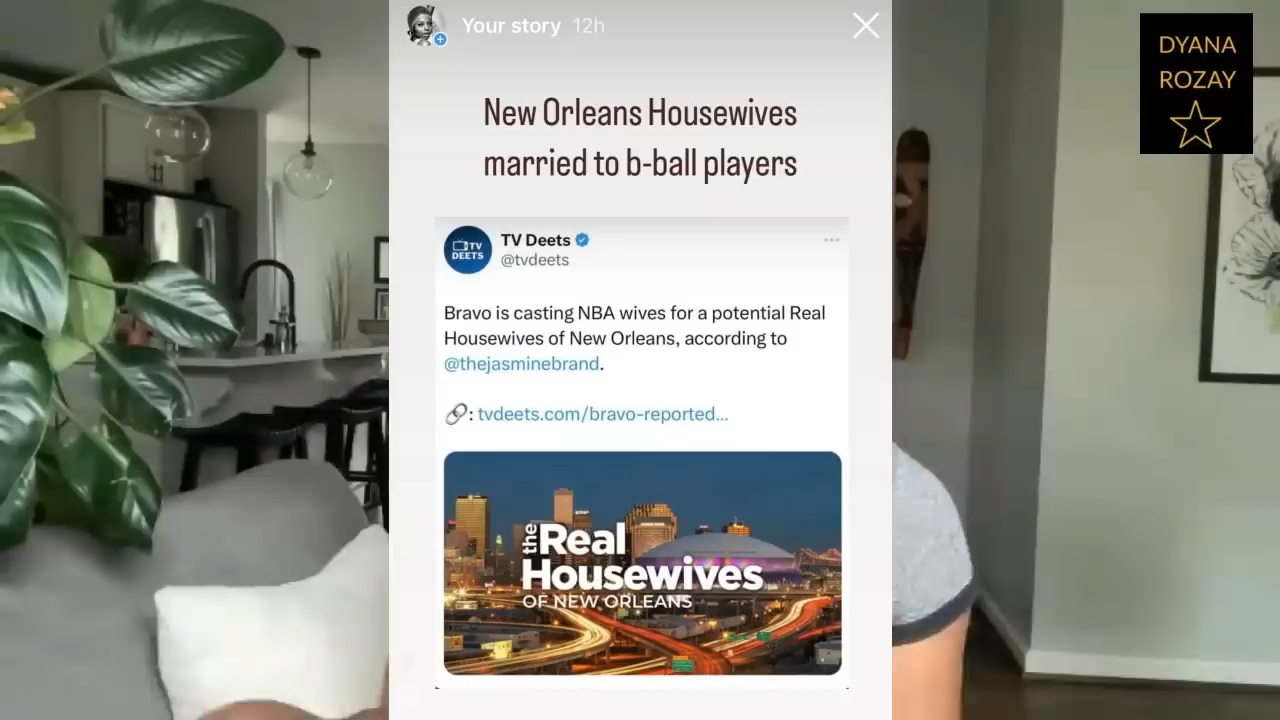 Your story 12h
New Orleans Housewives
married to b-ball players
TV
DEETS
TV Deets
@tvdeets
Bravo is casting NBA wives for a potential Real
Housewives of New Orleans, according to
@thejasminebrand.
🔗: tvdeets.com/bravo-reported...
the Real
Housewives
OF NEW ORLEANS
DYANA
ROZAY